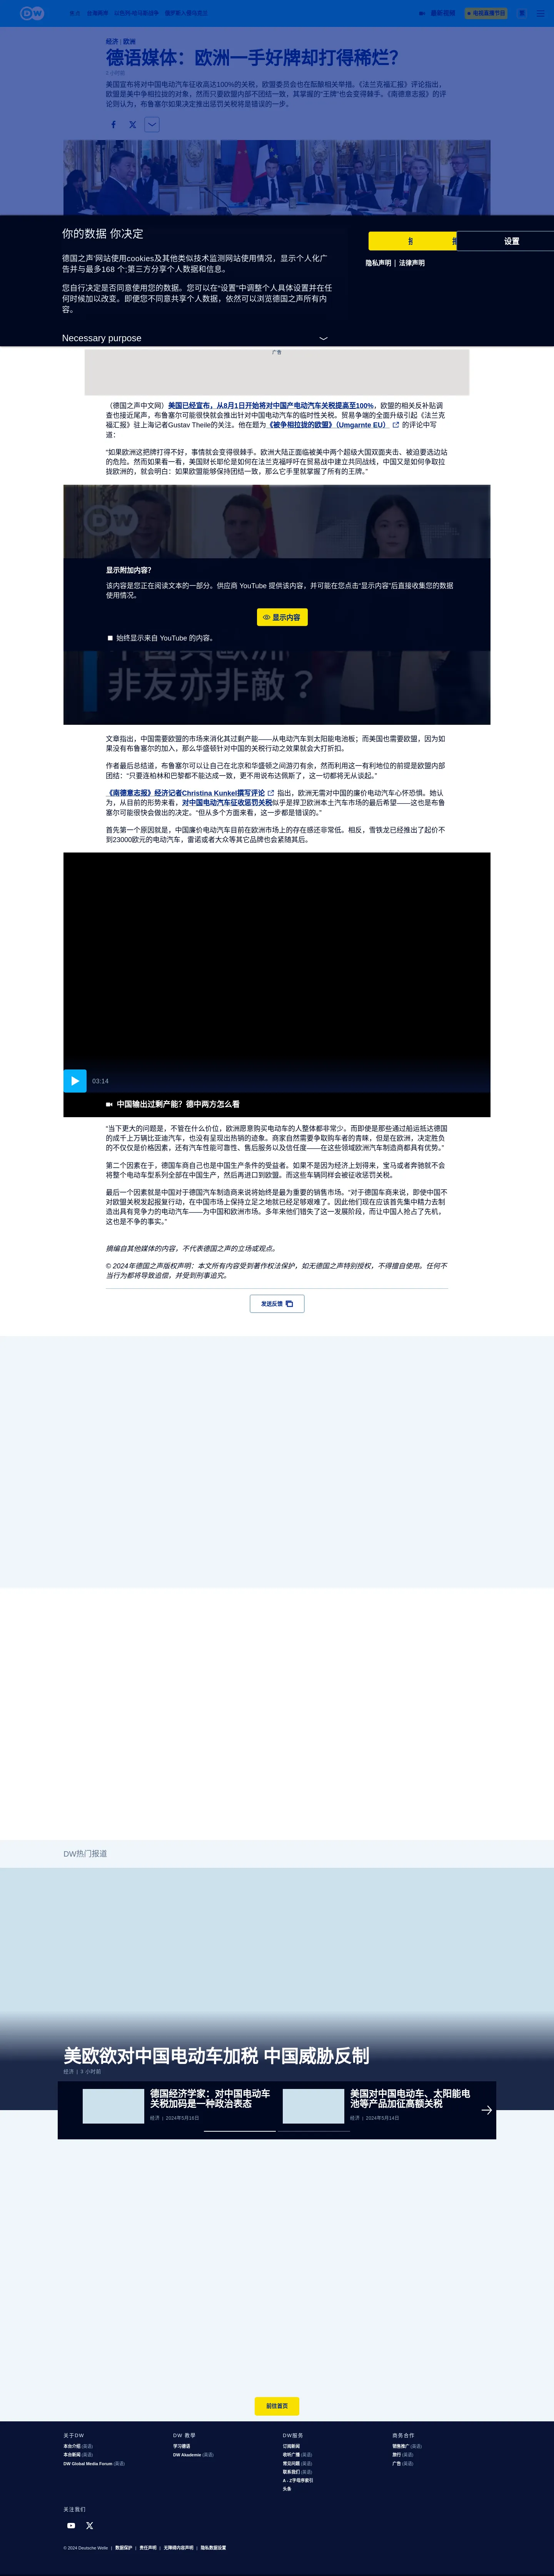 DW
最新视频
电视直播节目
经济 | 欧洲
德语媒体：欧洲一手好牌却打得稀烂？
2 小时前
美国宣布将对中国电动汽车征收高达100%的关税，欧盟委员会也在酝酿相关举措。《法兰克福汇报》评论指出，
欧盟是美中争相拉拢的对象，然而只要欧盟内部不团结一致，其掌握的"王牌"也会变得棘手。《南德意志报》的评
论则认为，布鲁塞尔如果决定推出惩罚关税将是错误的一步。
你的数据 你决定
德国之声'网站使用cookies及其他类似技术监测网站使用情况，显示个人化广
告并与最多168 个;第三方分享个人数据和信息。
您自行决定是否同意使用您的数据。您可以在"设置"中调整个人具体设置并在任
何时候加以改变。即便您不同意共享个人数据，依然可以浏览德国之声所有内
容。
Necessary purpose
设置
隐私声明 | 法律声明
广告
（德国之声中文网）美国已经宣布，从8月1日开始将对中国产电动汽车关税提高至100%，欧盟的相关反补贴调
查也接近尾声，布鲁塞尔可能很快就会推出针对中国电动汽车的临时性关税。贸易争端的全面升级引起《法兰克
福汇报》驻上海记者Gustav Theile的关注。他在题为《被争相拉拢的欧盟》（Umgarnte EU） 的评论中写
道：
"如果欧洲这把牌打得不好，事情就会变得很棘手。欧洲大陆正面临被美中两个超级大国双面夹击、被迫要选边站
的危险。然而如果看一看，美国财长耶伦是如何在法兰克福呼吁在贸易战中建立共同战线，中国又是如何争取拉
拢欧洲的，就会明白：如果欧盟能够保持团结一致，那么它手里就掌握了所有的王牌。"
显示附加内容？
该内容是您正在阅读文本的一部分。供应商 YouTube 提供该内容，并可能在您点击"显示内容"后直接收集您的数据
使用情况。
显示内容
始终显示来自 YouTube 的内容。
非友亦非敵？
文章指出，中国需要欧盟的市场来消化其过剩产能——从电动汽车到太阳能电池板；而美国也需要欧盟，因为如
果没有布鲁塞尔的加入，那么华盛顿针对中国的关税行动之效果就会大打折扣。
作者最后总结道，布鲁塞尔可以让自己在北京和华盛顿之间游刃有余，然而利用这一有利地位的前提是欧盟内部
团结："只要连柏林和巴黎都不能达成一致，更不用说布达佩斯了，这一切都将无从谈起。"
《南德意志报》经济记者Christina Kunkel撰写评论 指出，欧洲无需对中国的廉价电动汽车心怀恐惧。她认
为，从目前的形势来看，对中国电动汽车征收惩罚关税似乎是捍卫欧洲本土汽车市场的最后希望——这也是布鲁
塞尔可能很快会做出的决定。"但从多个方面来看，这一步都是错误的。"
首先第一个原因就是，中国廉价电动汽车目前在欧洲市场上的存在感还非常低。相反，雪铁龙已经推出了起价不
到23000欧元的电动汽车，雷诺或者大众等其它品牌也会紧随其后。
03:14
中国输出过剩产能？德中两方怎么看
"当下更大的问题是，不管在什么价位，欧洲愿意购买电动车的人整体都非常少。而即使是那些通过船运抵达德国
的成千上万辆比亚迪汽车，也没有呈现出热销的迹象。商家自然需要争取购车者的青睐，但是在欧洲，决定胜负
的不仅仅是价格因素，还有汽车性能可靠性、售后服务以及信任度——在这些领域欧洲汽车制造商都具有优势。
第二个因素在于，德国车商自己也是中国生产条件的受益者。如果不是因为经济上划得来，宝马或者奔驰就不会
将整个电动车型系列全部在中国生产，然后再进口到欧盟。而这些车辆同样会被征收惩罚关税。
最后一个因素就是中国对于德国汽车制造商来说将始终是最为重要的销售市场。"对于德国车商来说，即使中国不
对欧盟关税发起报复行动，在中国市场上保持立足之地就已经足够艰难了。因此他们现在应该首先集中精力去制
造出具有竞争力的电动汽车——为中国和欧洲市场。多年来他们错失了这一发展阶段，而让中国人抢占了先机，
这也是不争的事实。"
摘编自其他媒体的内容，不代表德国之声的立场或观点。
© 2024年德国之声版权声明：本文所有内容受到著作权法保护，如无德国之声特别授权，不得擅自使用。任何不
当行为都将导致追偿，并受到刑事追究。
发送反馈
DW热门报道
美欧欲对中国电动车加税 中国威胁反制
经济 | 3 小时前
德国经济学家：对中国电动车
关税加码是一种政治表态
经济 | 2024年5月16日
美国对中国电动车、太阳能电
池等产品加征高额关税
经济 | 2024年5月14日
前往首页
关于DW
本台介绍 (英语)
本台新闻 (英语)
DW Global Media Forum (英语)
DW 教學
学习德语
DW Akademie (英语)
DW服务
订阅新闻
收听广播 (英语)
常见问题 (英语)
联系我们 (英语)
A - Z字母序索引
头条
商务合作
销售推广 (英语)
旅行 (英语)
广告 (英语)
关注我们
© 2024 Deutsche Welle | 数据保护 | 责任声明 | 无障碍内容声明 | 隐私数据设置